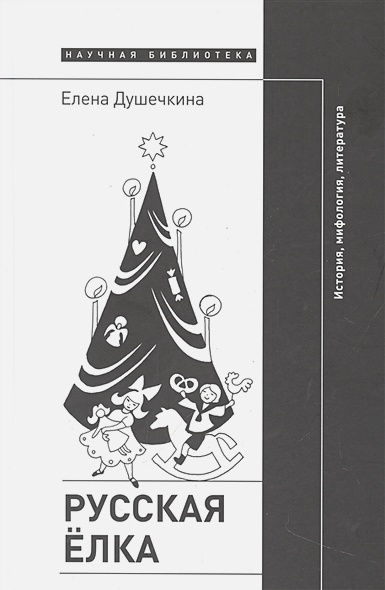 НАУЧНАЯ БИБЛИОТЕКА
Елена Душечкина
История, мифология, литература
РУССКАЯ
ЁЛКА